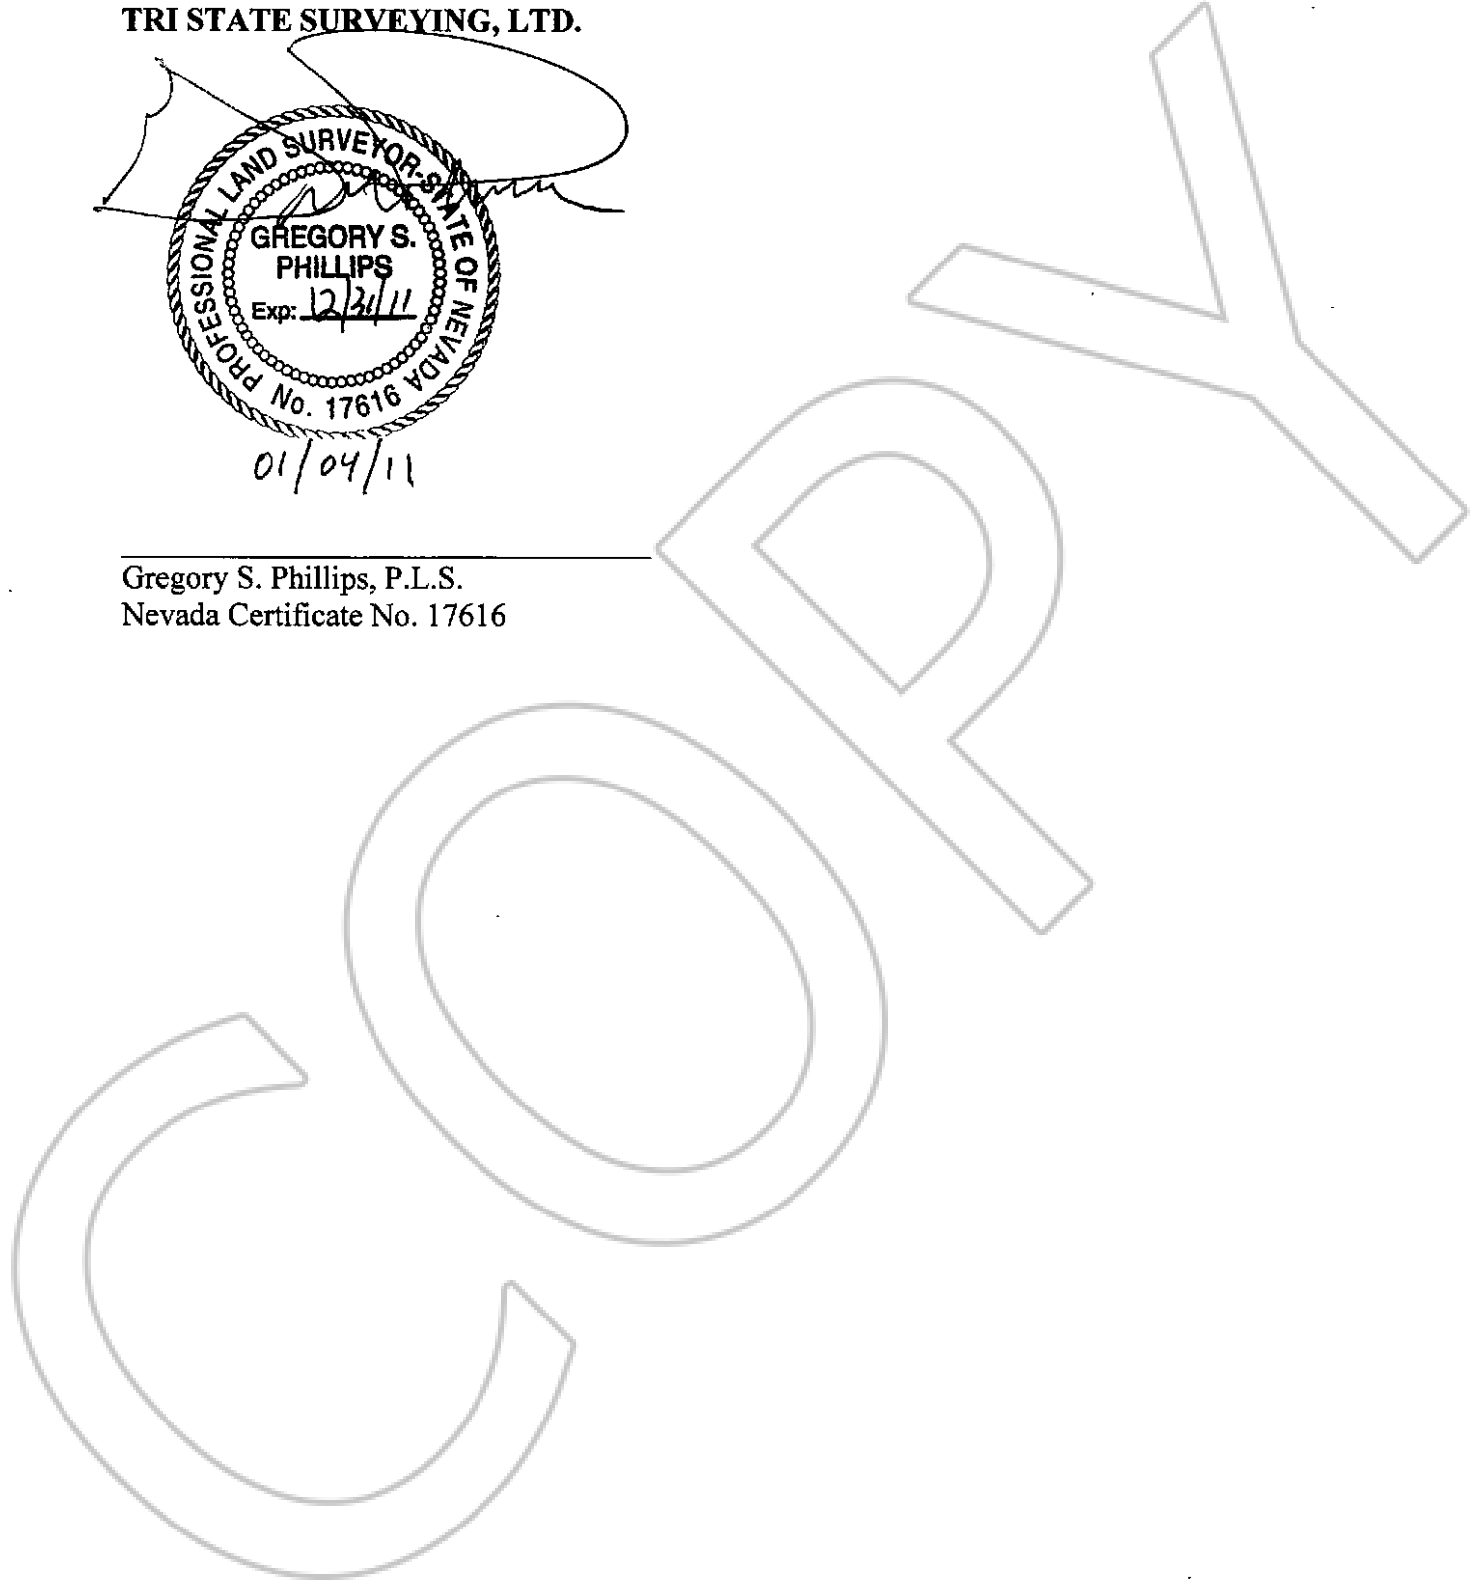 TRI STATE SURVEYING, LTD.
PROFESSIONAL LAND SURVEYOR-STATE OF NEVADA
GREGORY S.
PHILLIPS
Exp: 12/31/11
No. 17616
01/04/11
Gregory S. Phillips, P.L.S.
Nevada Certificate No. 17616
COPY